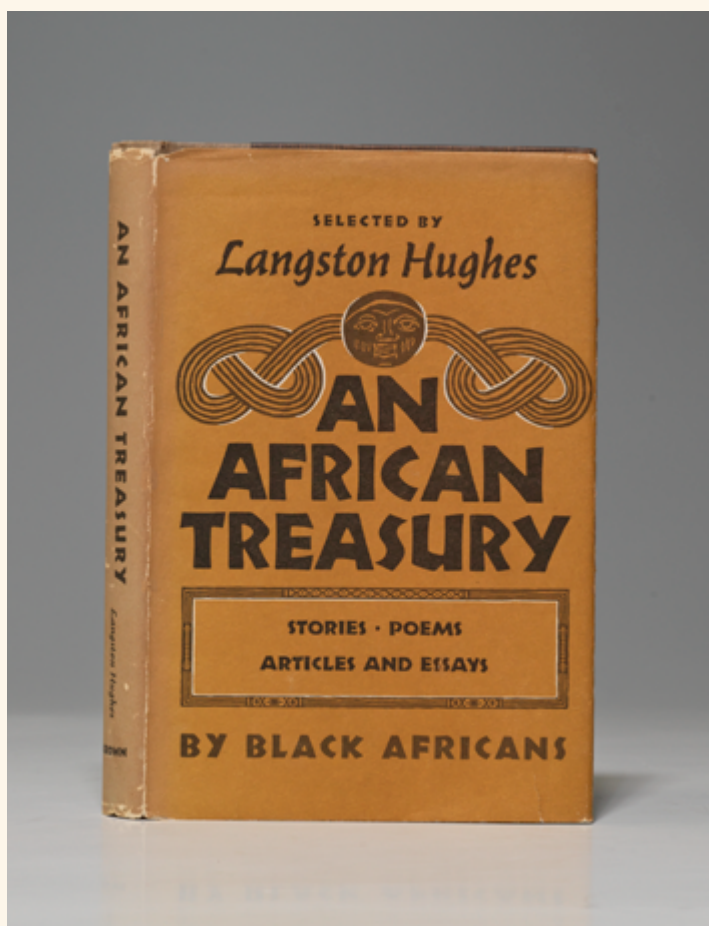 SELECTED BY
Langston Hughes
AN
AFRICAN
TREASURY
STORIES · POEMS
ARTICLES AND ESSAYS
BY BLACK AFRICANS
AN AFRICAN TREASURY
Langston Hughes